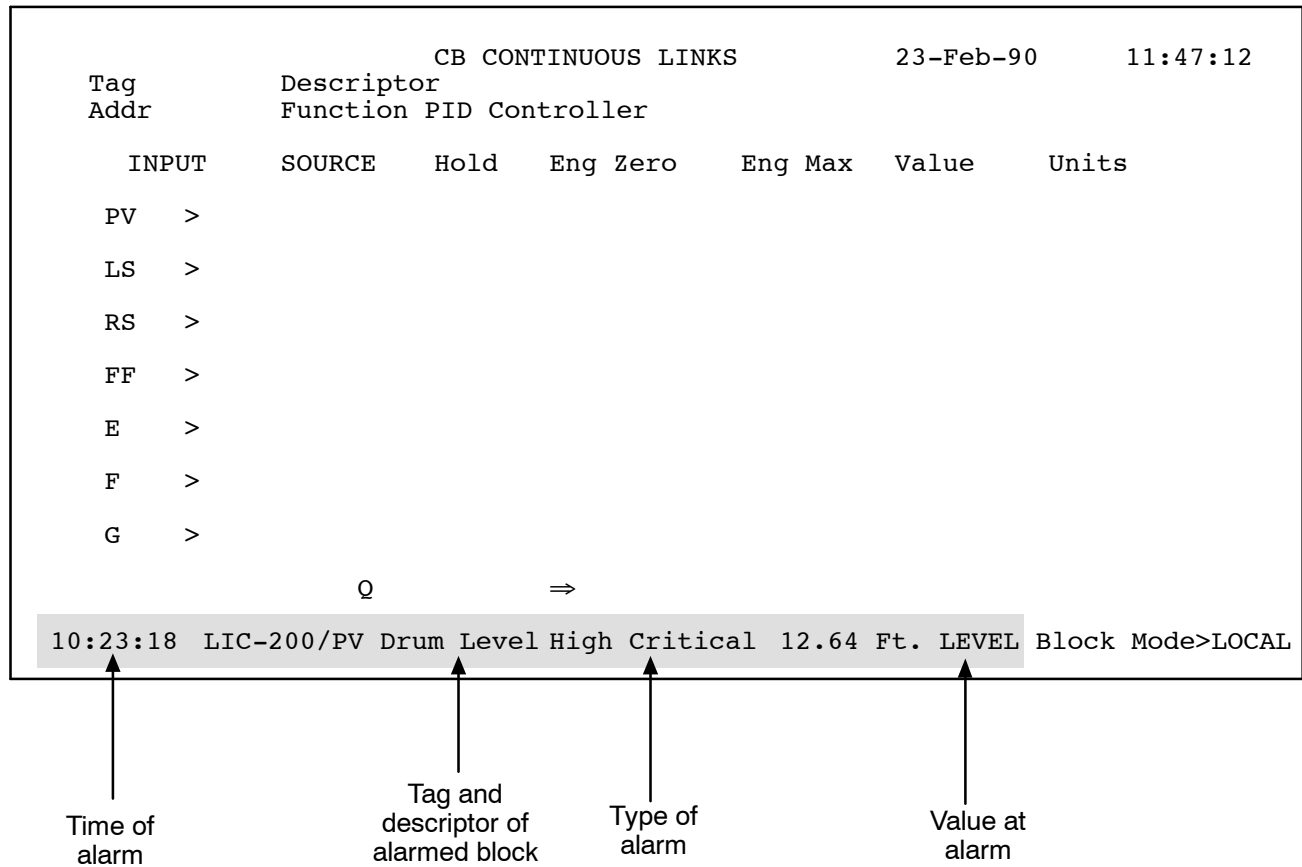 CB CONTINUOUS LINKS 23-Feb-90 11:47:12
Tag Descriptor
Addr Function PID Controller
INPUT SOURCE Hold Eng Zero Eng Max Value Units
PV >
LS >
RS >
FF >
E >
F >
G >
Q ⇒
10:23:18 LIC-200/PV Drum Level High Critical 12.64 Ft. LEVEL Block Mode>LOCAL
Time of
alarm
Tag and
descriptor of
alarmed block
Type of
alarm
Value at
alarm